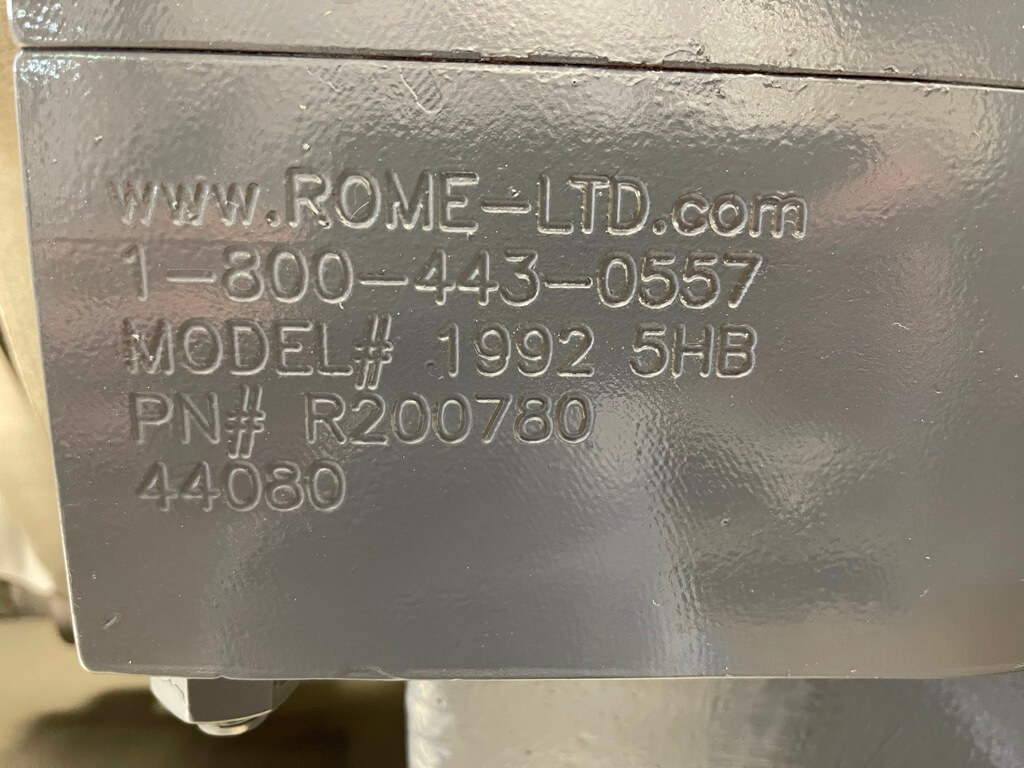 www.ROME-LTD.com
1-800-443-0557
MODEL# 1992 5HB
PN# R200780
44080